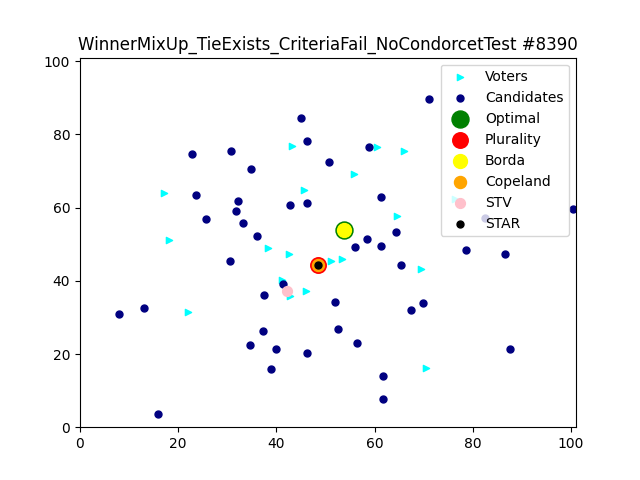 WinnerMixUp_TieExists_CriteriaFail_NoCondorcetTest #8390
100
80
60
40
20
0
0 20 40 60 80 100
Voters
Candidates
Optimal
Plurality
Borda
Copeland
STV
STAR